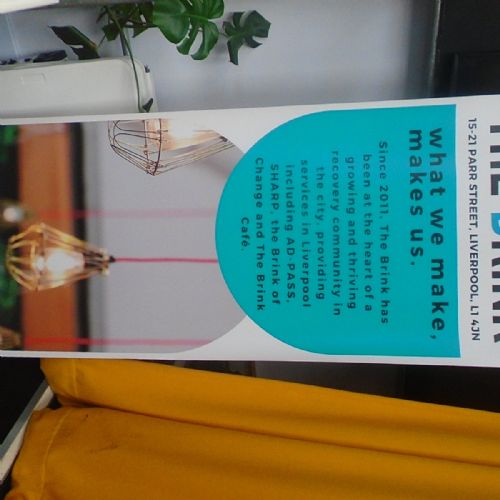 THE BRINK
15-21 PARR STREET, LIVERPOOL, L1 4JN
what we make,
makes us.
Since 2011, The Brink has
been at the heart of a
growing and thriving
recovery community in
the city, providing
services in Liverpool
including AD-PASS,
SHARP, the Brink of
Change and The Brink
Café.